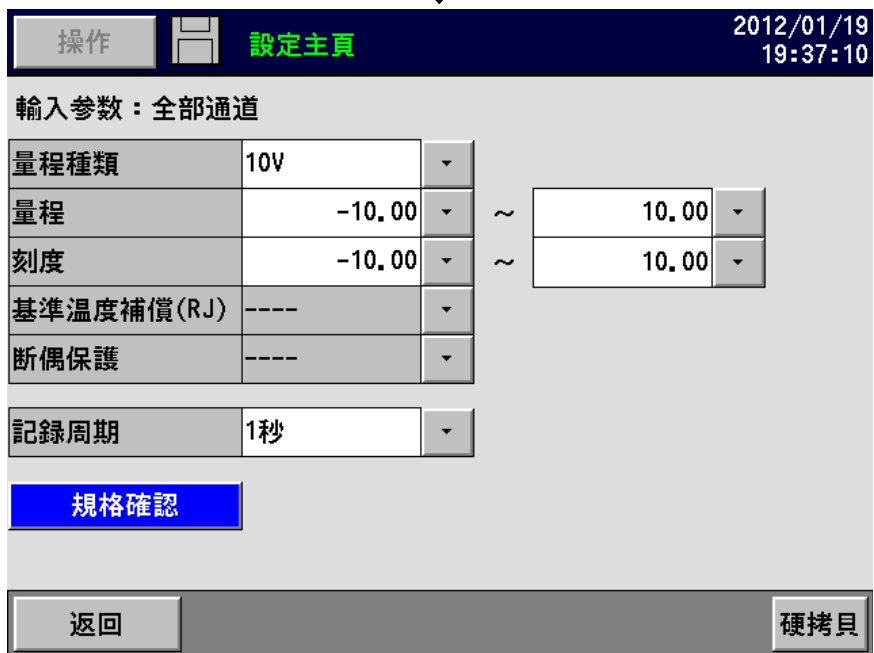 操作 設定主頁 2012/01/19
19:37:10
輸入参数：全部通道
量程種類 10V
量程 -10.00 ～ 10.00
刻度 -10.00 ～ 10.00
基準温度補償(RJ) ----
断偶保護 ----
記録周期 1秒
規格確認
返回 硬拷貝